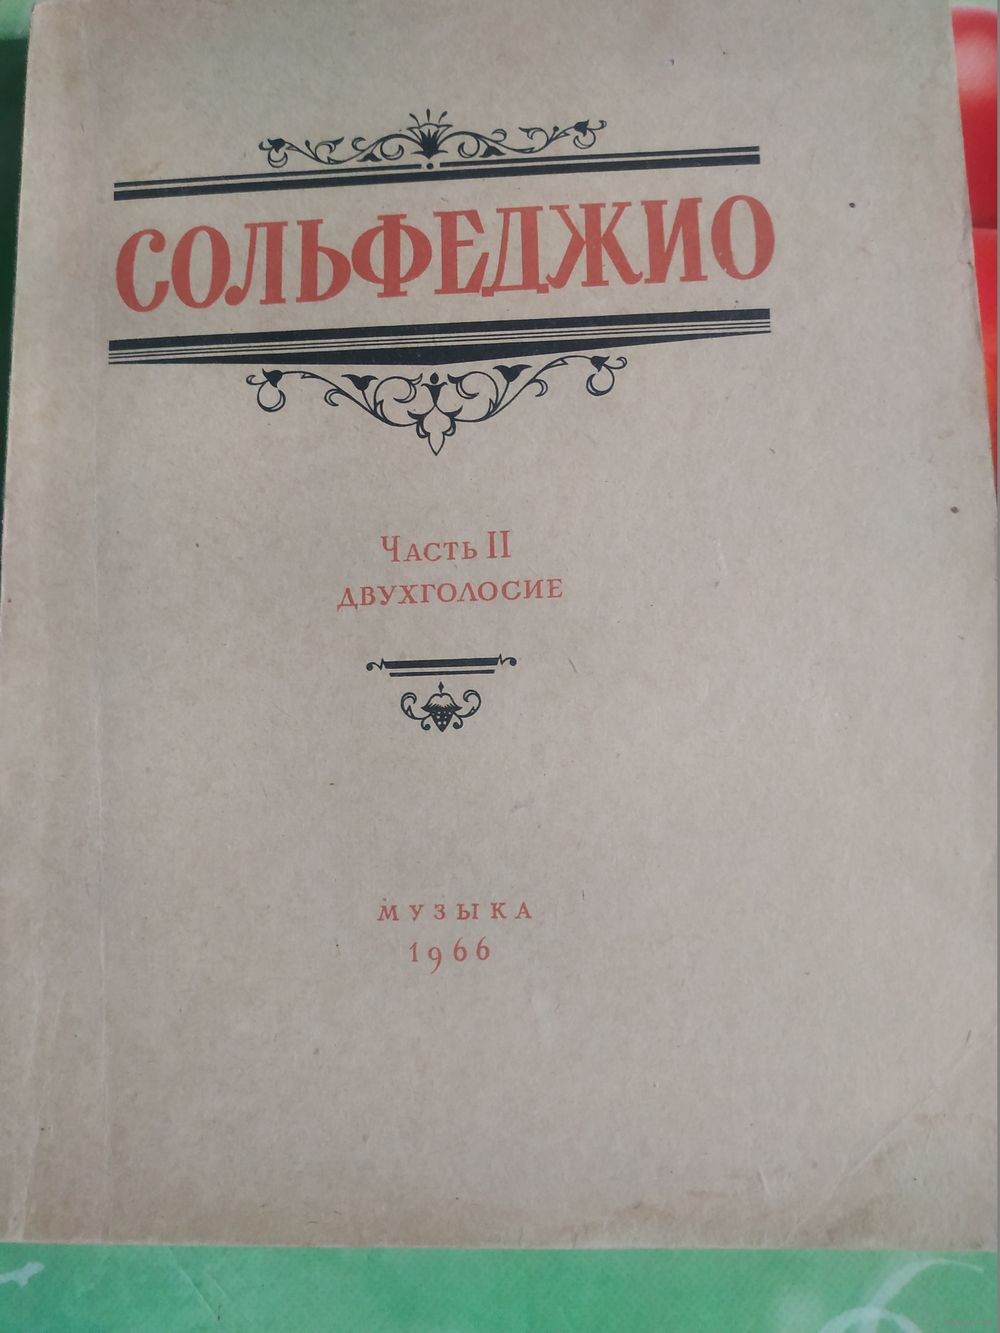 СОЛЬФЕДЖИО
Часть II
ДВУХГОЛОСИЕ
МУЗЫКА
1966